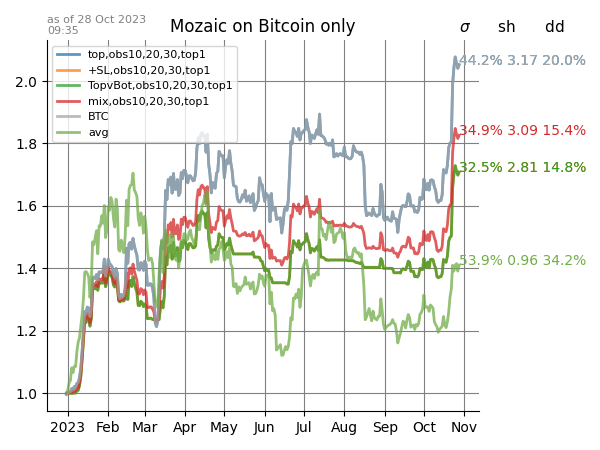 as of 28 Oct 2023
09:35
Mozaic on Bitcoin only
σ sh dd
top,obs10,20,30,top1
+SL,obs10,20,30,top1
TopvBot,obs10,20,30,top1
mix,obs10,20,30,top1
BTC
avg
44.2% 3.17 20.0%
34.9% 3.09 15.4%
32.5% 2.81 14.8%
53.9% 0.96 34.2%
2.0
1.8
1.6
1.4
1.2
1.0
2023 Feb Mar Apr May Jun Jul Aug Sep Oct Nov